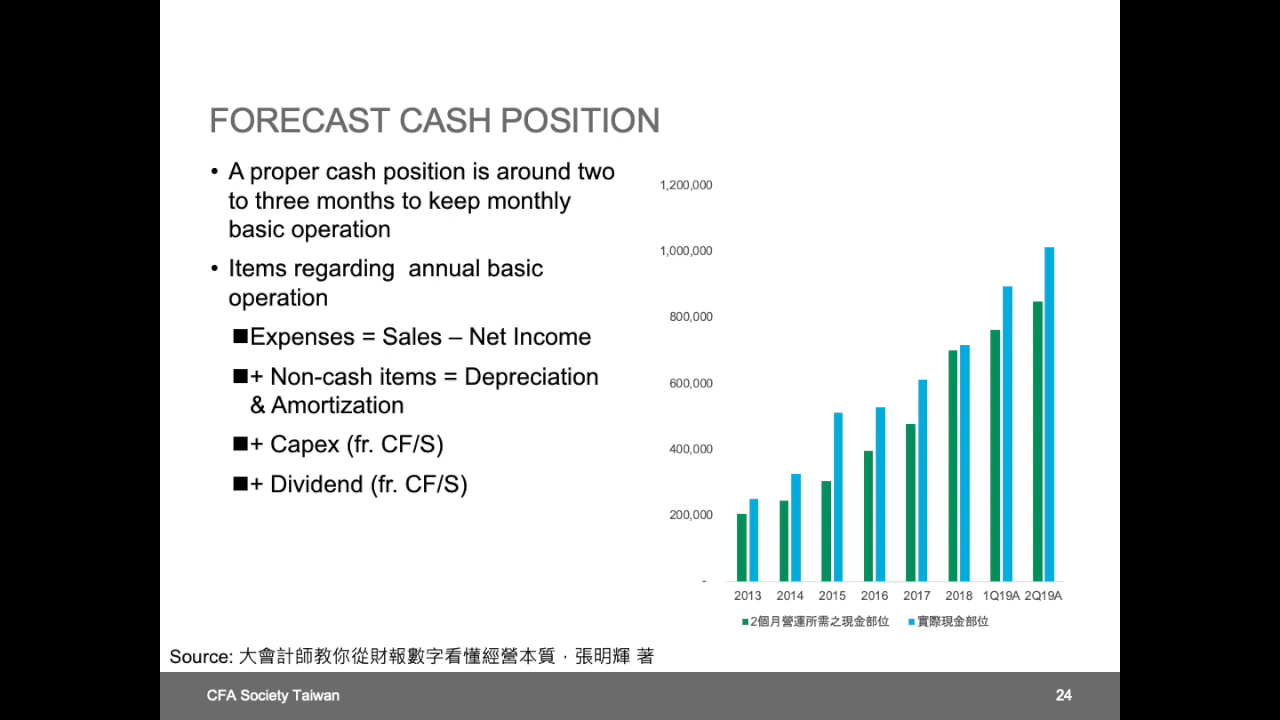 FORECAST CASH POSITION
• A proper cash position is around two
to three months to keep monthly
basic operation
• Items regarding  annual basic
operation
■Expenses = Sales – Net Income
■+ Non-cash items = Depreciation
& Amortization
■+ Capex (fr. CF/S)
■+ Dividend (fr. CF/S)
1,200,000
1,000,000
800,000
600,000
400,000
200,000
-
2013 2014 2015 2016 2017 2018 1Q19A 2Q19A
■2個月營運所需之現金部位 ■實際現金部位
Source: 大會計師教你從財報數字看懂經營本質，張明輝 著
CFA Society Taiwan
24